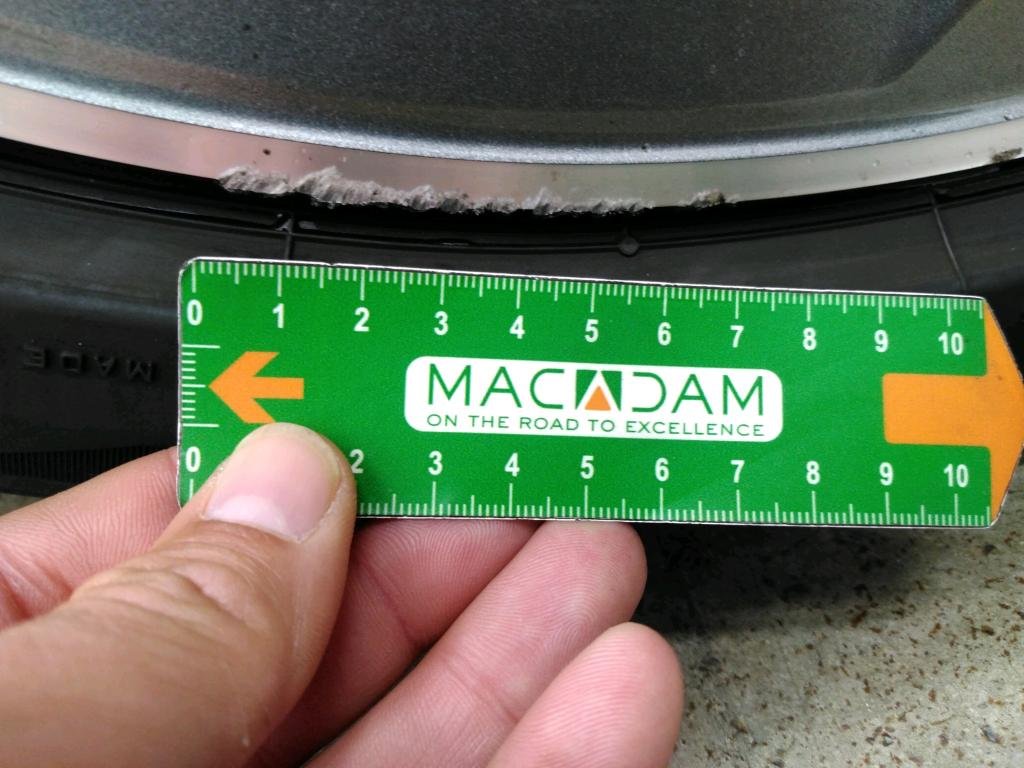 0 1 2 3 4 5 6 7 8 9 10
MACADAM
ON THE ROAD TO EXCELLENCE
0 2 3 4 5 6 7 8 9 10
MADE